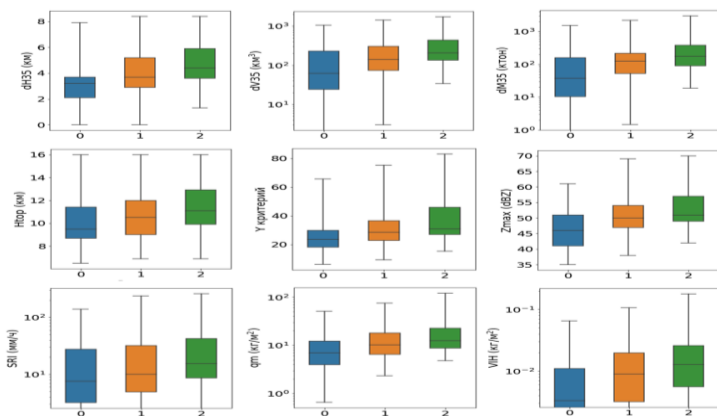 dH35 (км)
8
6
4
2
0
0 1 2
dV35 (км³)
10³
10²
10¹
0 1 2
dM35 (ктон)
10³
10²
10¹
10⁰
0 1 2
Htop (км)
16
14
12
10
8
0 1 2
Y критерий
80
60
40
20
0 1 2
Zmax (dBZ)
70
65
60
55
50
45
40
35
0 1 2
SRI (мм/ч)
10²
10¹
0 1 2
qm (кг/м²)
10²
10¹
10⁰
0 1 2
VIH (кг/м²)
10⁻¹
10⁻²
0 1 2